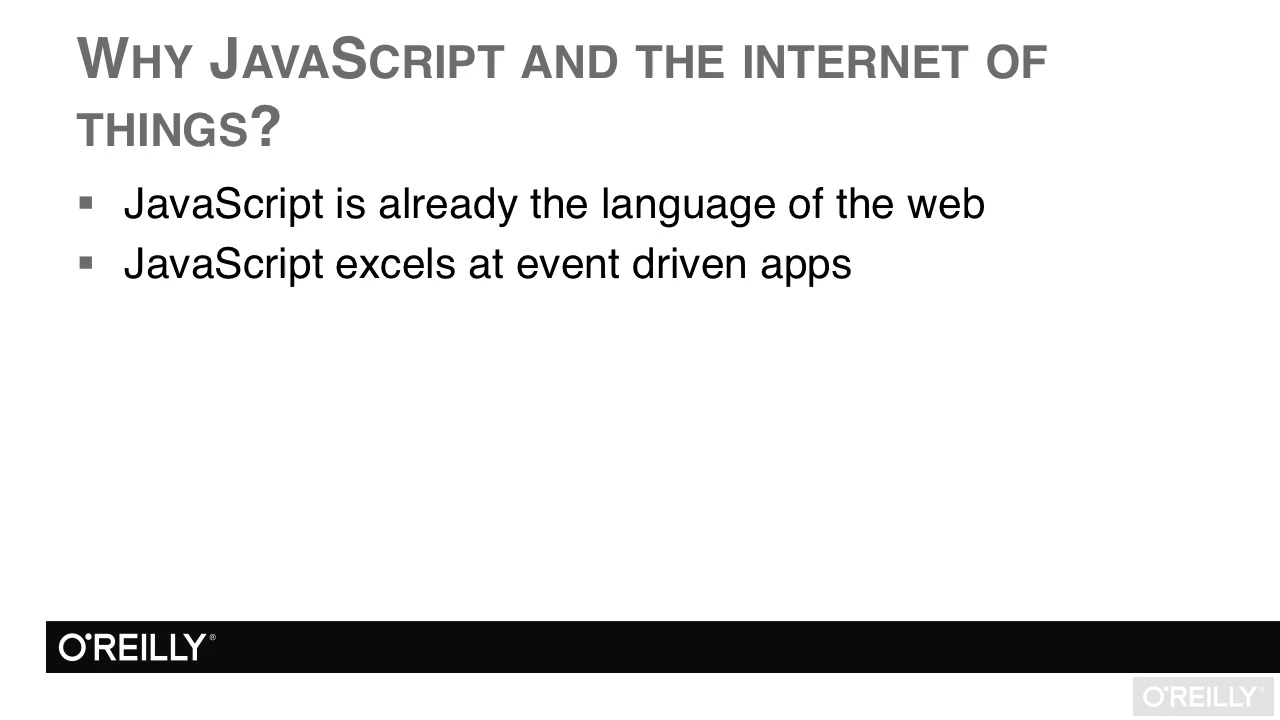 WHY JAVASCRIPT AND THE INTERNET OF
THINGS?
▪ JavaScript is already the language of the web
▪ JavaScript excels at event driven apps
O'REILLY®
O'REILLY®